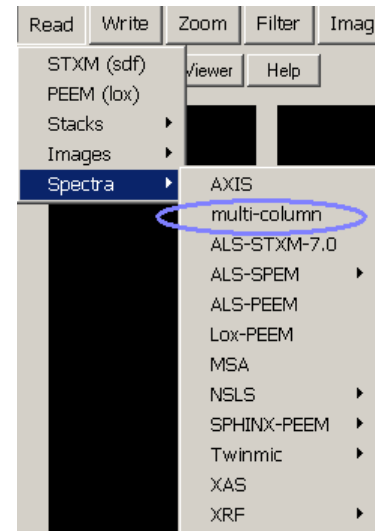 Read Write Zoom Filter Imag
Viewer Help
STXM (sdf)
PEEM (lox)
Stacks
Images
Spectra
AXIS
multi-column
ALS-STXM-7.0
ALS-SPEM
ALS-PEEM
Lox-PEEM
MSA
NSLS
SPHINX-PEEM
Twinmic
XAS
XRF